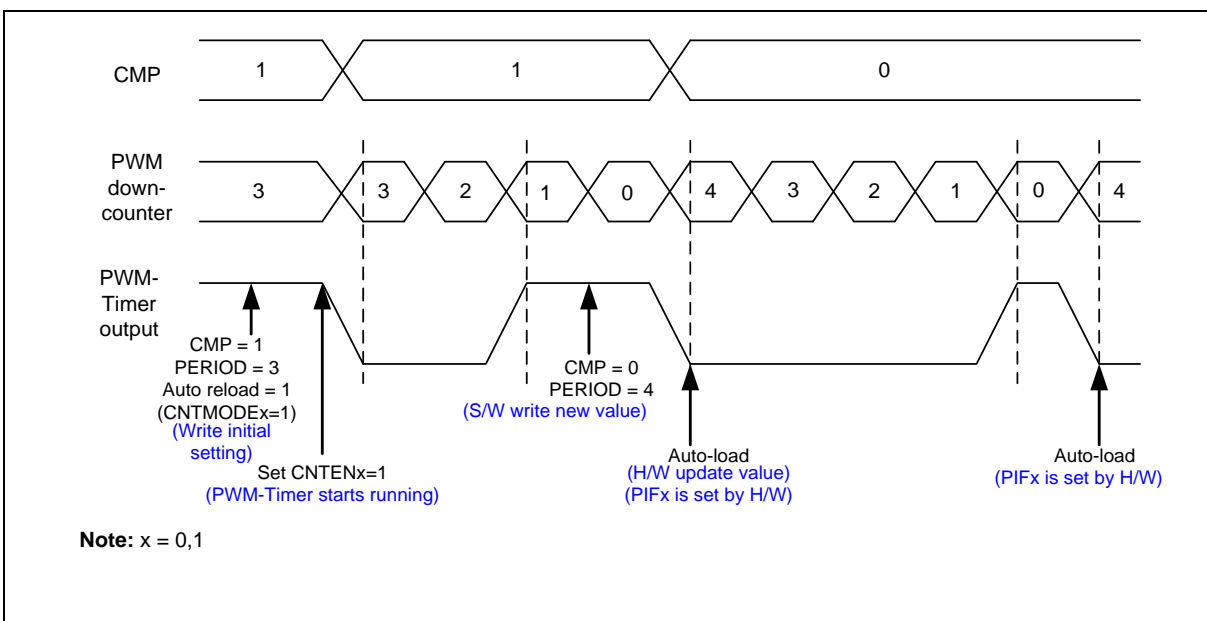 CMP
1
1
0
PWM
down-
counter
3
3
2
1
0
4
3
2
1
0
4
PWM-
Timer
output
CMP = 1
PERIOD = 3
Auto reload = 1
(CNTMODEx=1)
(Write initial
setting)
Set CNTENx=1
(PWM-Timer starts running)
CMP = 0
PERIOD = 4
(S/W write new value)
Auto-load
(H/W update value)
(PIFx is set by H/W)
Auto-load
(PIFx is set by H/W)
Note: x = 0,1